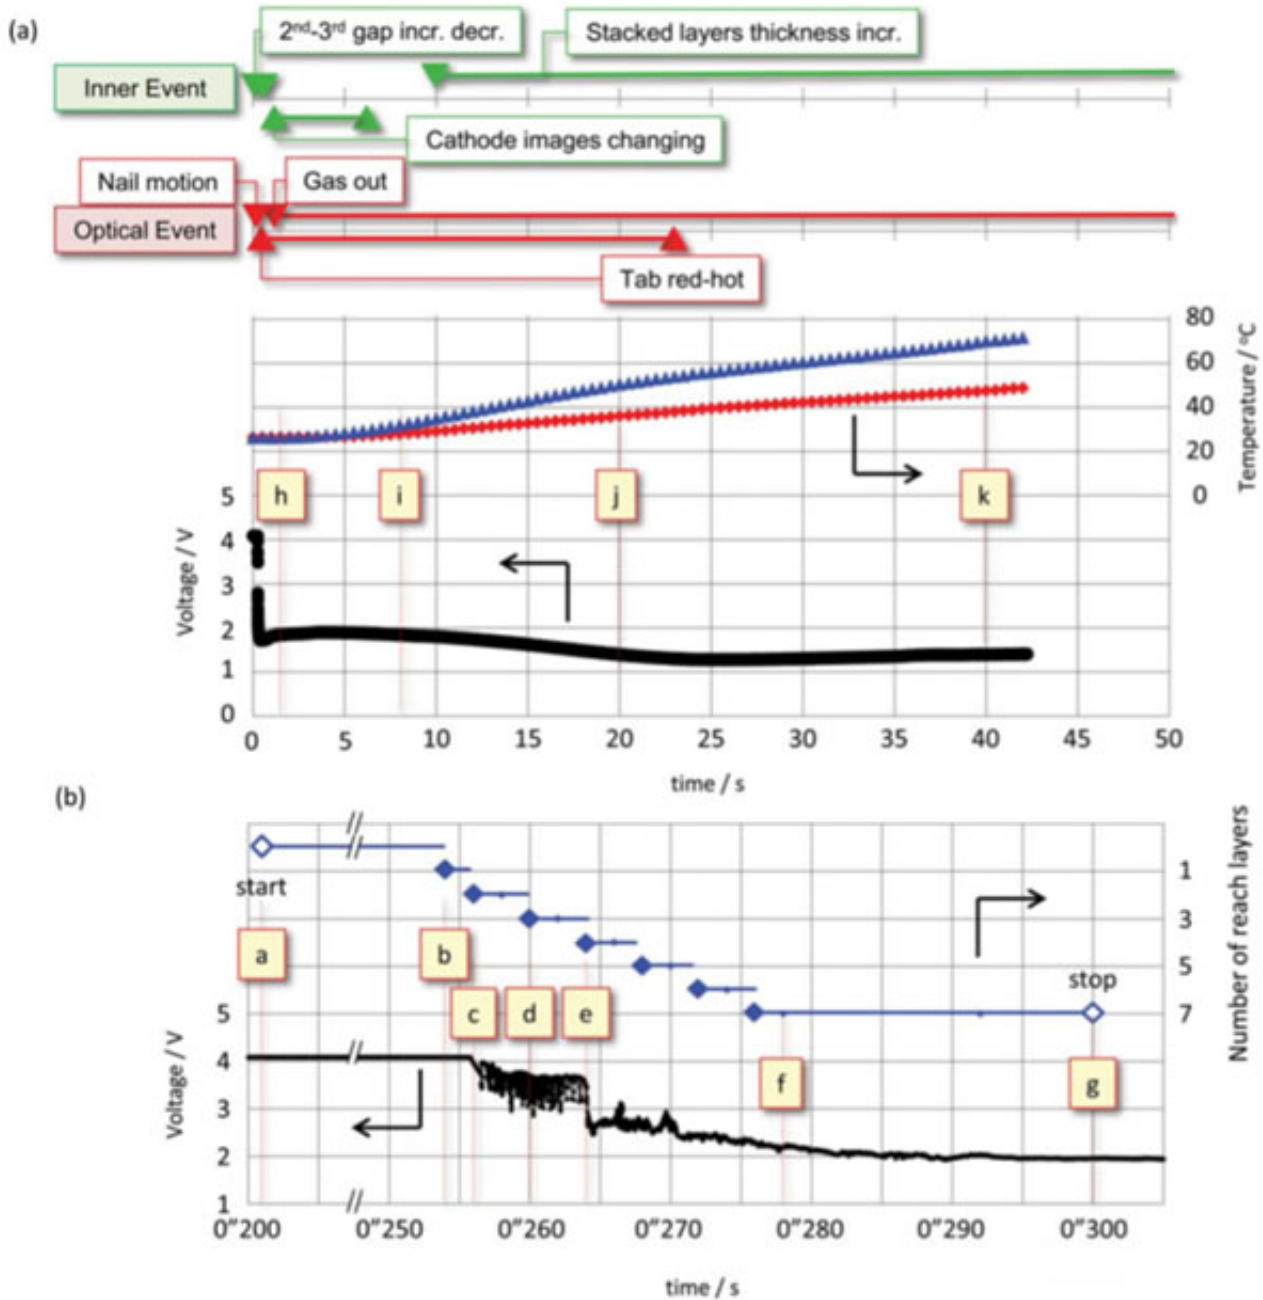 (a)
2nd-3rd gap incr. decr.
Stacked layers thickness incr.
Inner Event
Cathode images changing
Nail motion
Gas out
Optical Event
Tab red-hot
80
60
40
20
0
Temperature / °C
h
i
j
k
5
4
3
2
1
0
Voltage / V
0 5 10 15 20 25 30 35 40 45 50
time / s
(b)
start
a
b
c
d
e
f
g
stop
1
3
5
7
Number of reach layers
5
4
3
2
1
Voltage / V
0"200 0"250 0"260 0"270 0"280 0"290 0"300
time / s